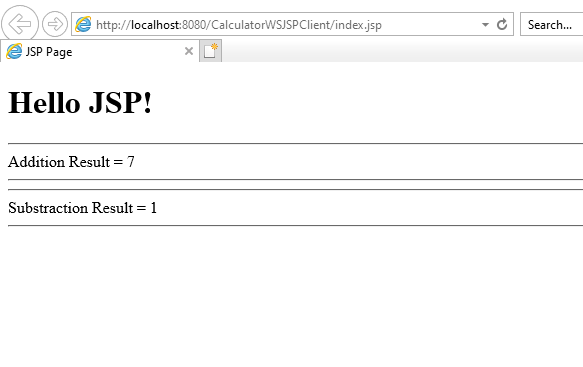 http://localhost:8080/CalculatorWSJSPClient/index.jsp
Search...
JSP Page
Hello JSP!
Addition Result = 7
Substraction Result = 1